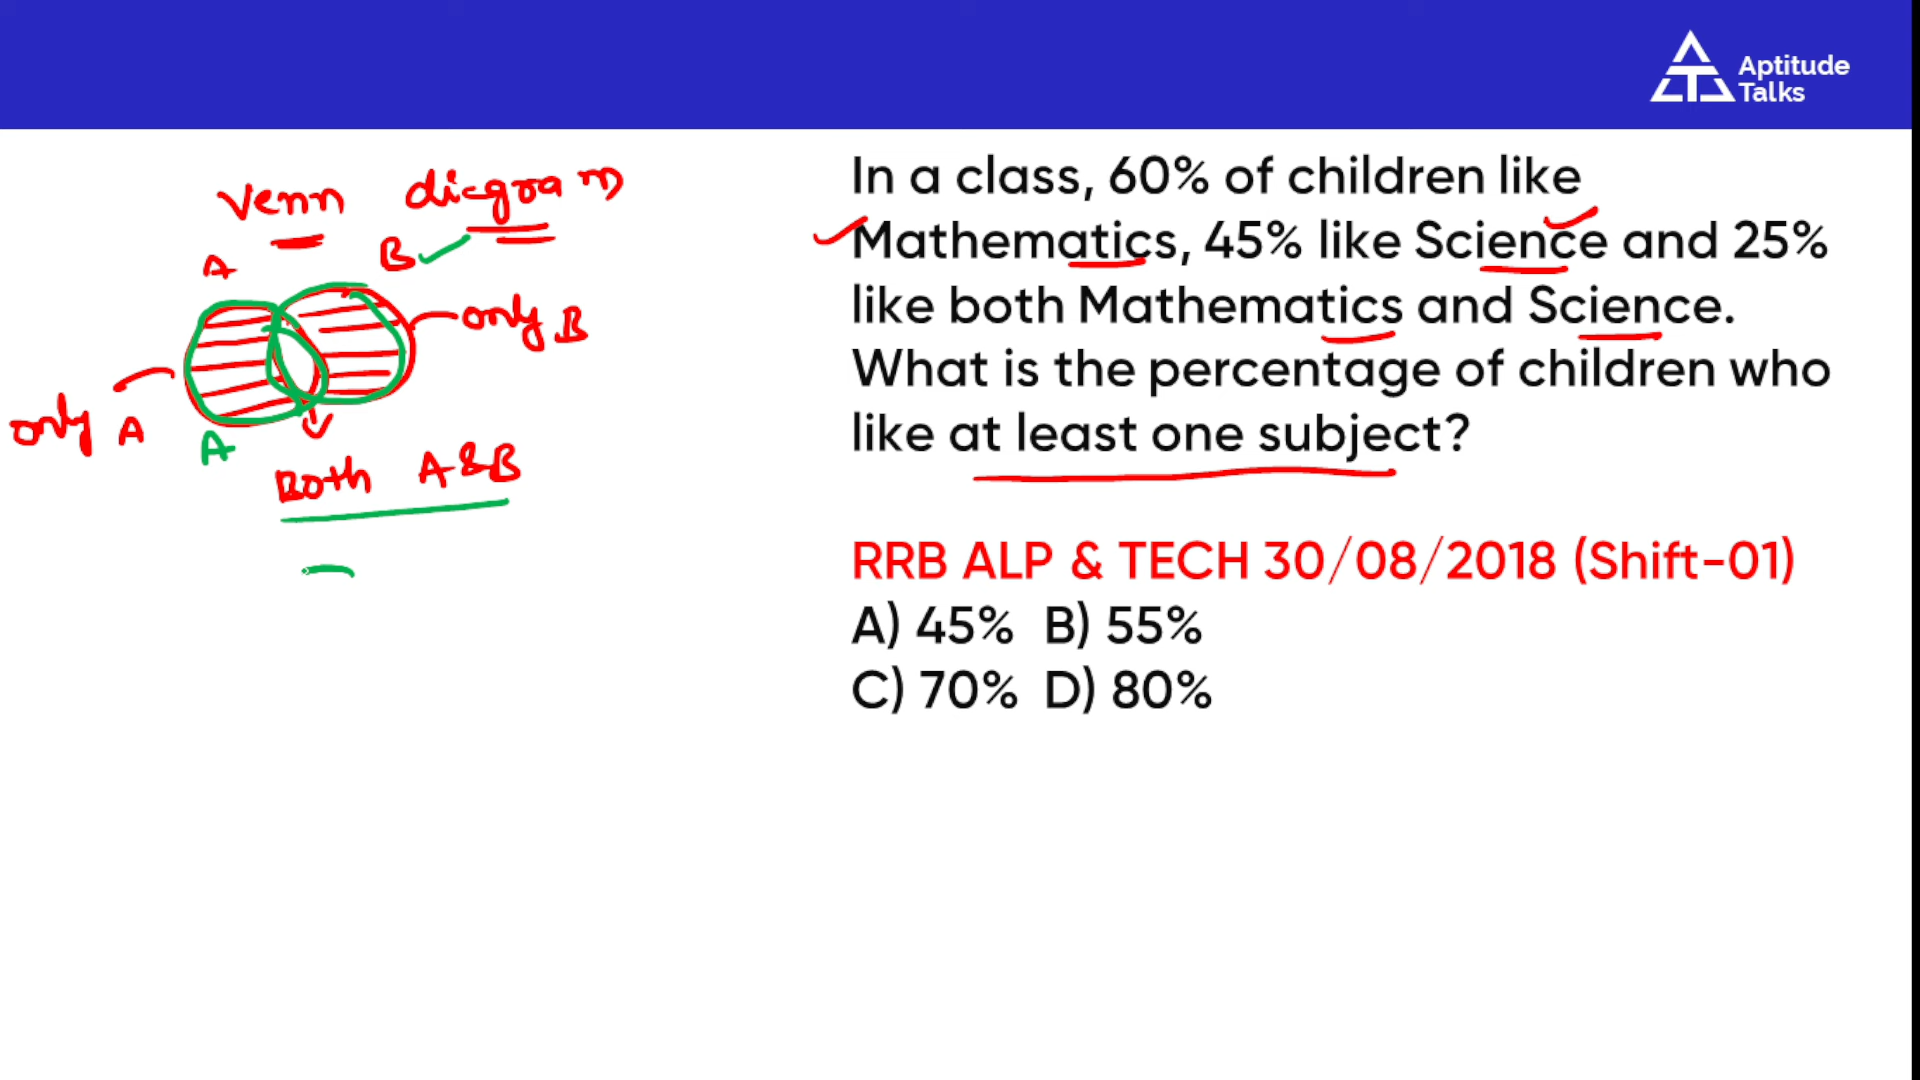 Aptitude
Talks
Venn diagram
A
B
only B
only A
A
Both A&B
In a class, 60% of children like
Mathematics, 45% like Science and 25%
like both Mathematics and Science.
What is the percentage of children who
like at least one subject?
RRB ALP & TECH 30/08/2018 (Shift-01)
A) 45% B) 55%
C) 70% D) 80%